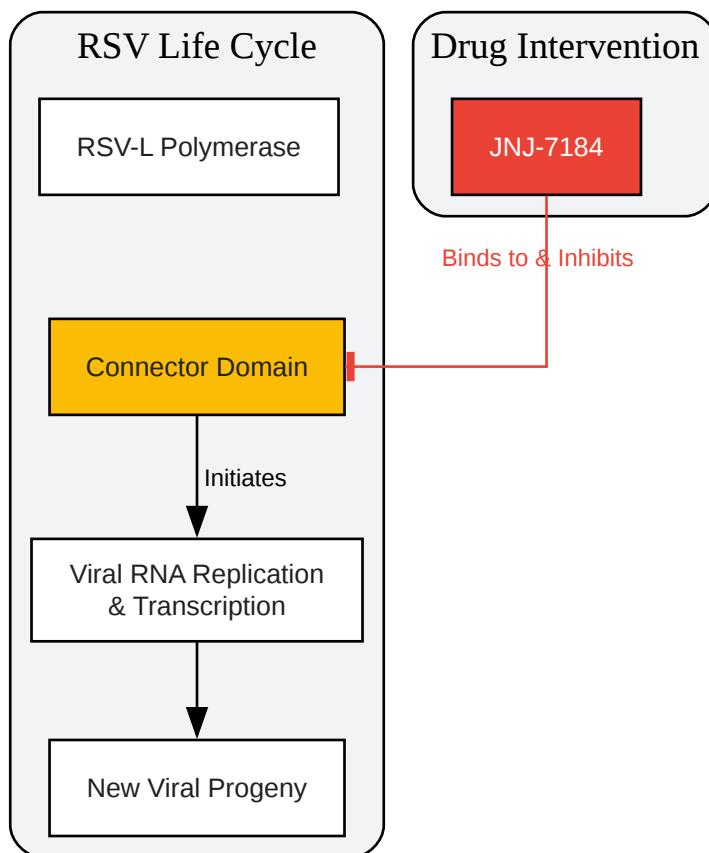 RSV Life Cycle
RSV-L Polymerase
Connector Domain
Initiates
Viral RNA Replication
& Transcription
New Viral Progeny
Drug Intervention
JNJ-7184
Binds to & Inhibits